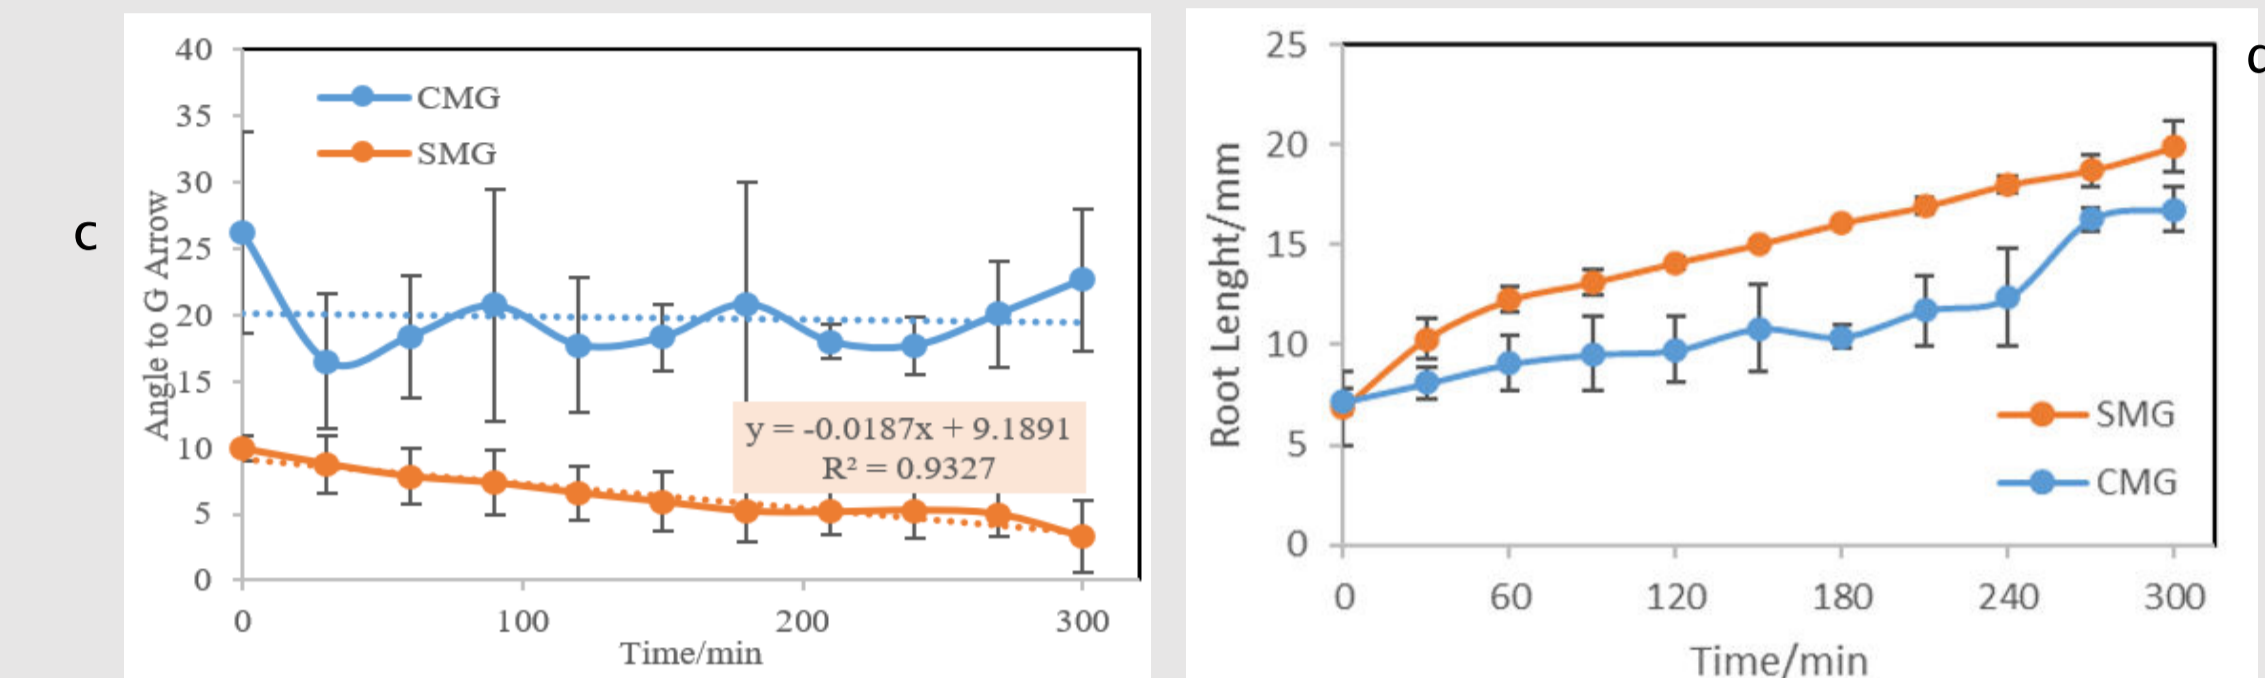 c
40
35
30
25
20
15
10
5
0
Angle to G Arrow
CMG
SMG
y = -0.0187x + 9.1891
R² = 0.9327
0 100 200 300
Time/min
25
20
15
10
5
0
Root Lenght/mm
SMG
CMG
0 60 120 180 240 300
Time/min